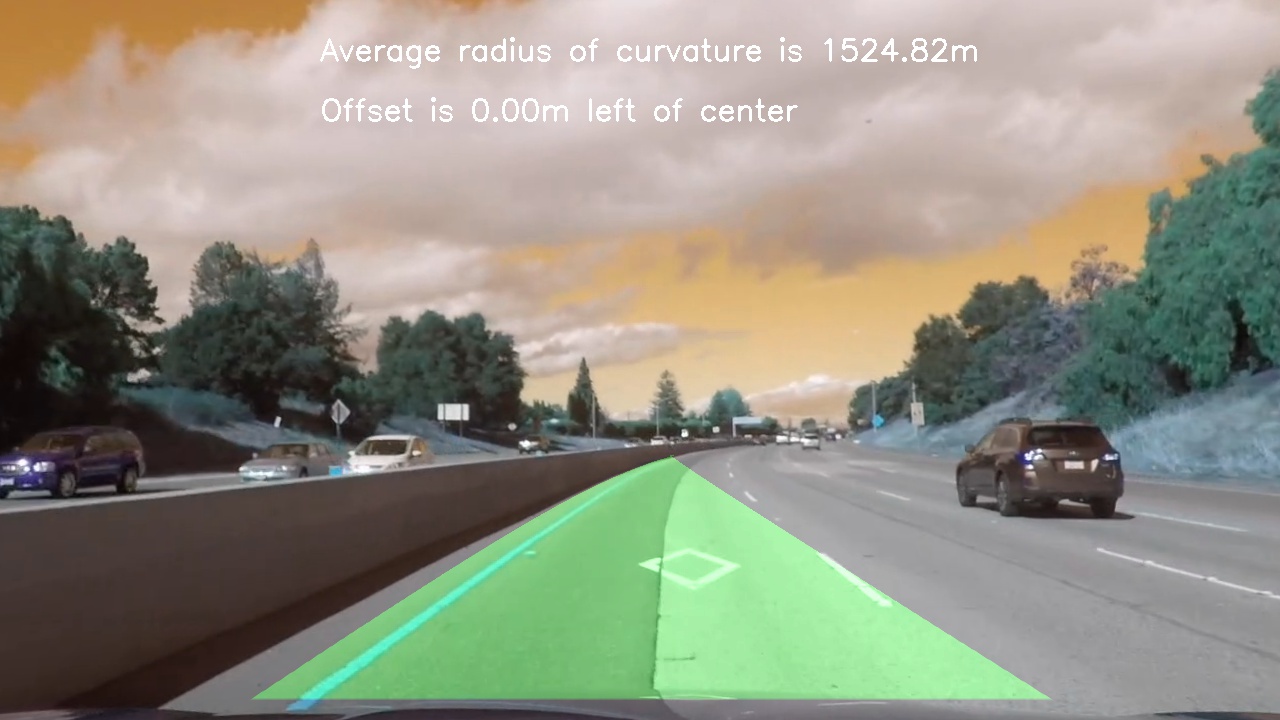 Average radius of curvature is 1524.82m
Offset is 0.00m left of center